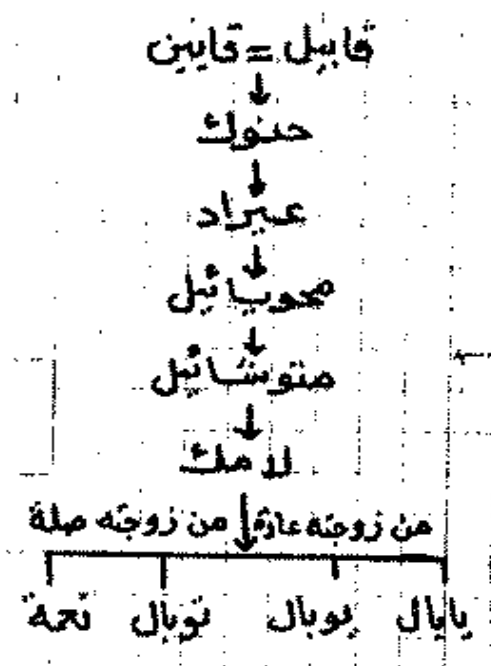 قابيل = قايين
حنوك
عيراد
محويائيل
متوشائيل
لامك
من زوجته عادة من زوجته صلة
يابال يوبال توبال نعمة